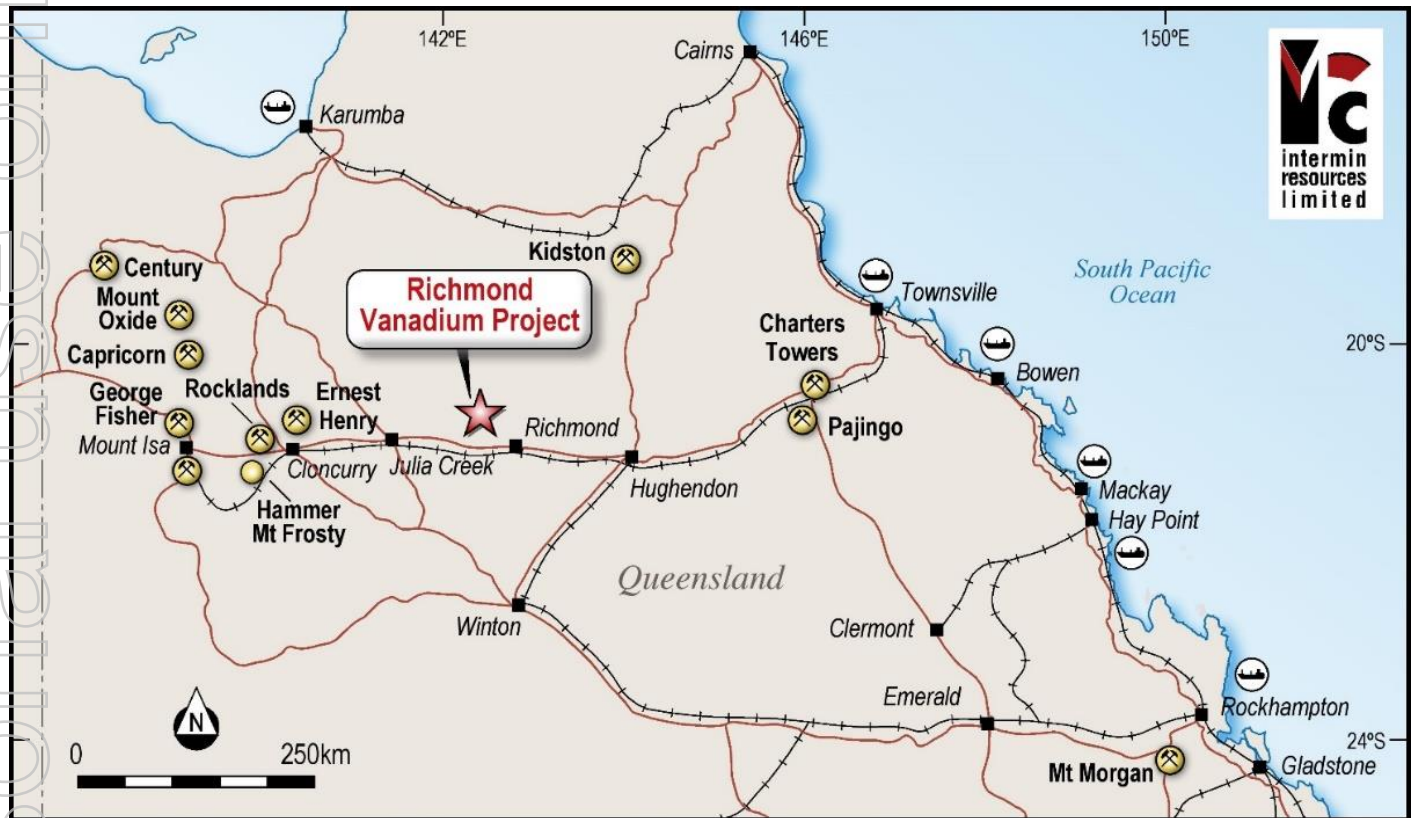 142ºE
146ºE
150ºE
Cairns
Karumba
intermin
resources
limited
Kidston
Century
South Pacific
Ocean
Richmond
Vanadium Project
Mount
Oxide
Townsville
Charters
Towers
20ºS
Capricorn
Bowen
Rocklands
George
Fisher
Ernest
Henry
Mount Isa
Richmond
Pajingo
Cloncurry
Julia Creek
Hughendon
Mackay
Hay Point
Hammer
Mt Frosty
Queensland
Winton
Clermont
Emerald
Rockhampton
N
0
250km
24ºS
Mt Morgan
Gladstone